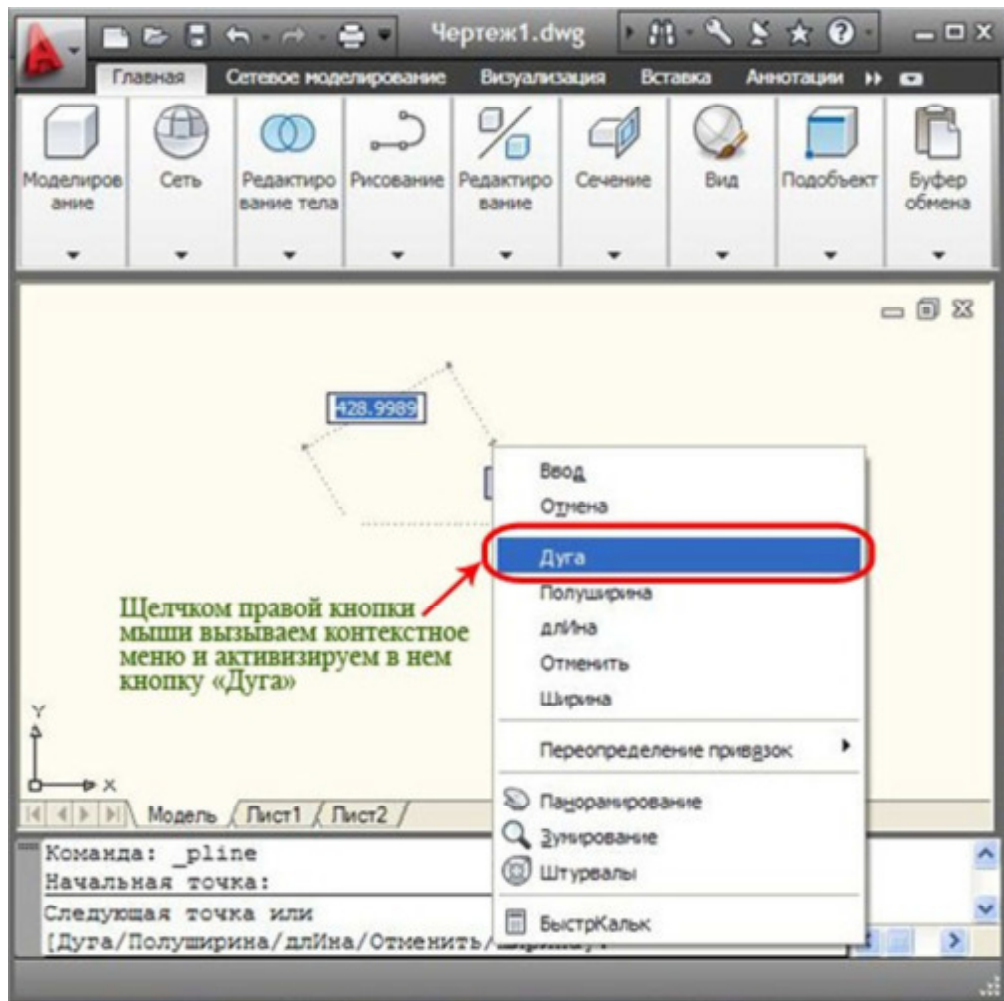 Чертеж1.dwg
Главная Сетевое моделирование Визуализация Вставка Аннотации
Моделиров
ание
Сеть
Редактиро
вание тела
Рисование
Редактиро
вание
Сечение
Вид
Подобъект
Буфер
обмена
428.9989
Ввод
Отмена
Дуга
Полуширина
длИна
Отменить
Ширина
Переопределение привязок
Панорамирование
Зумирование
Штурвалы
БыстрКальк
Щелчком правой кнопки
мыши вызываем контекстное
меню и активизируем в нем
кнопку «Дуга»
Y
X
Модель Лист1 Лист2
Команда: _pline
Начальная точка:
Следующая точка или
[Дуга/Полуширина/длИна/Отменить/